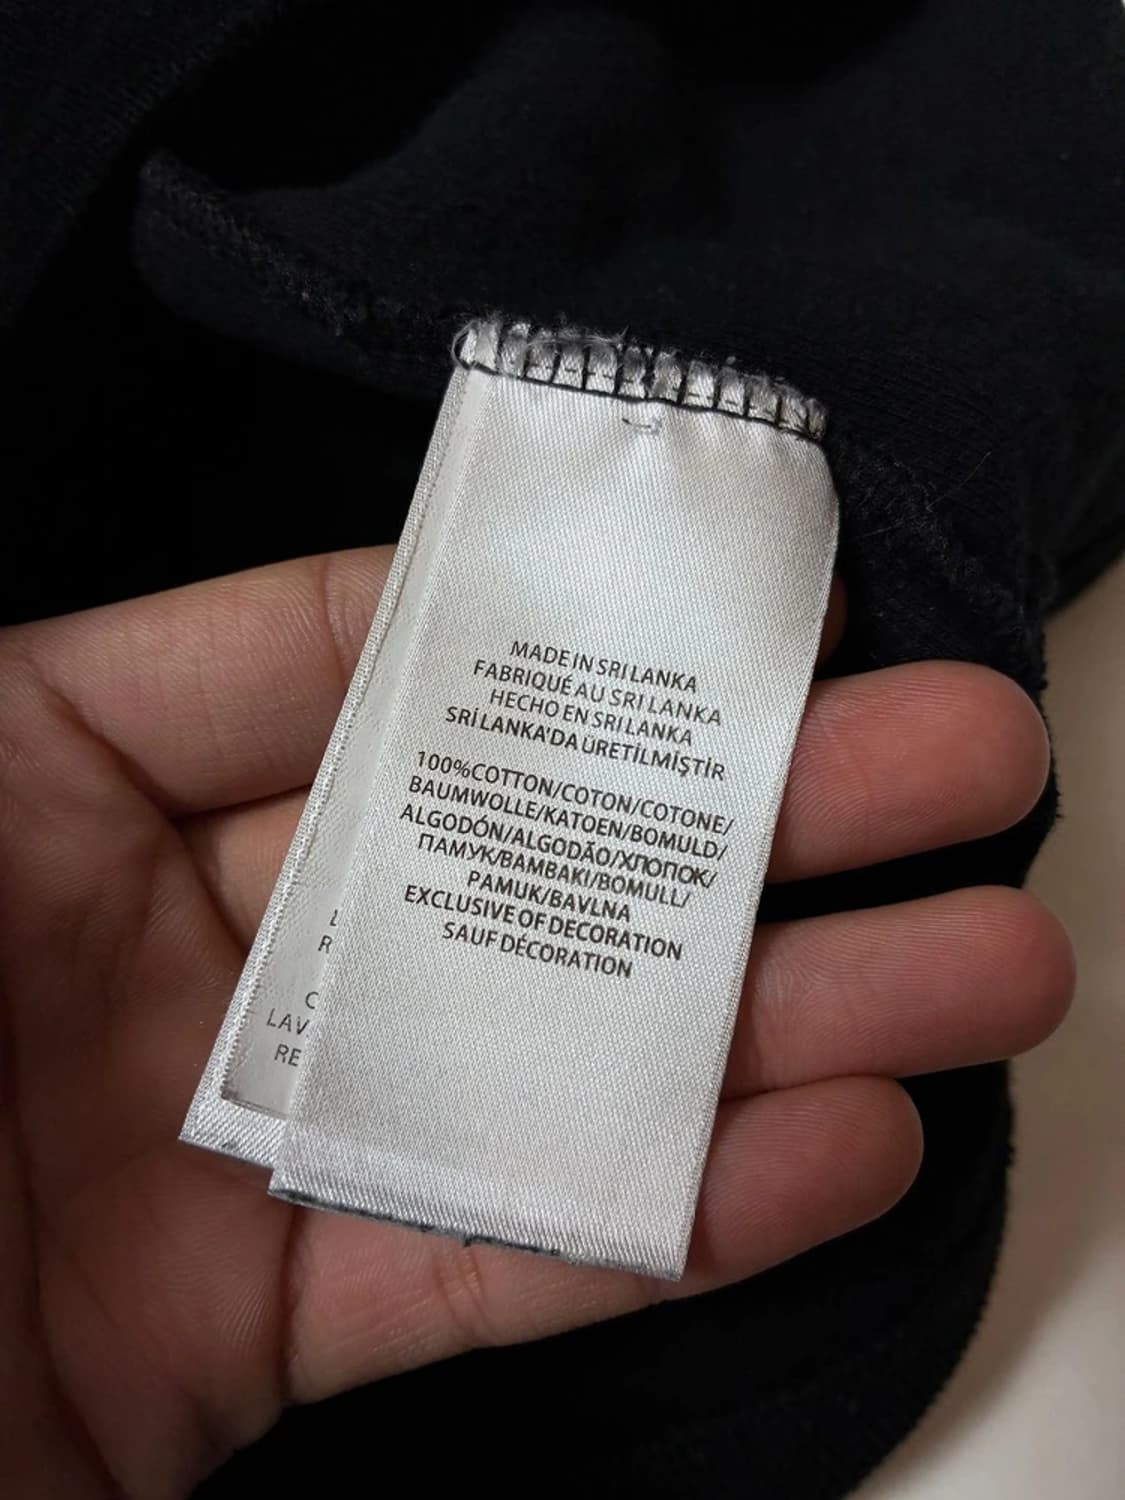 MADE IN SRI LANKA
FABRIQUÉ AU SRI LANKA
HECHO EN SRI LANKA
SRİ LANKA'DA ÜRETİLMİŞTİR
100%COTTON/COTON/COTONE/
BAUMWOLLE/KATOEN/BOMULD/
ALGODÓN/ALGODÃO/ХЛОПОК/
ПАМУК/BAMBAKI/BOMULL/
PAMUK/BAVLNA
EXCLUSIVE OF DECORATION
SAUF DÉCORATION
R
C
LAV
RE